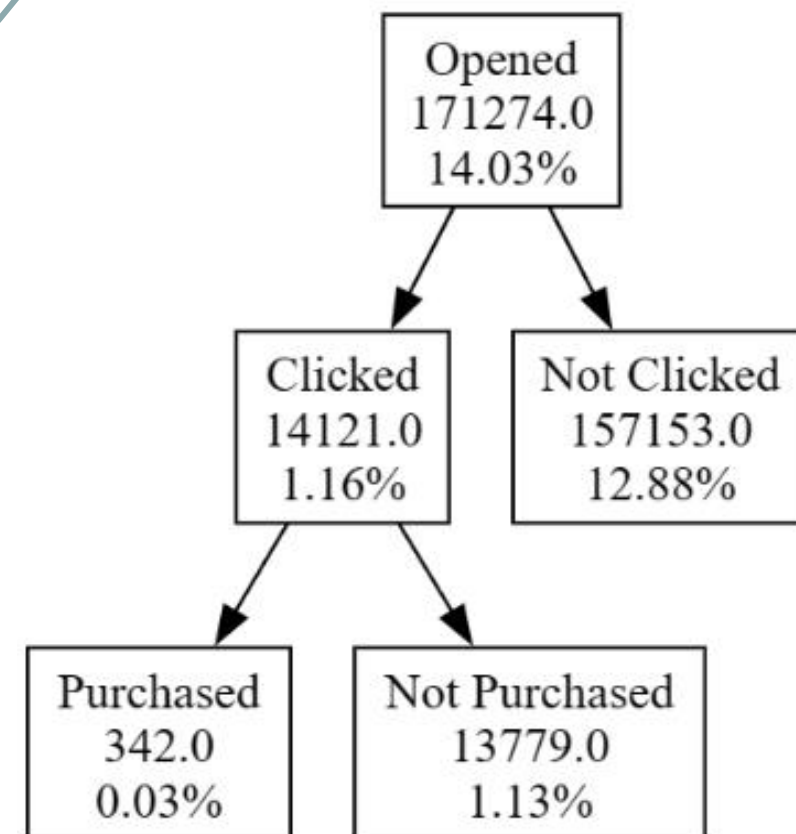 Opened
171274.0
14.03%
Clicked
14121.0
1.16%
Not Clicked
157153.0
12.88%
Purchased
342.0
0.03%
Not Purchased
13779.0
1.13%